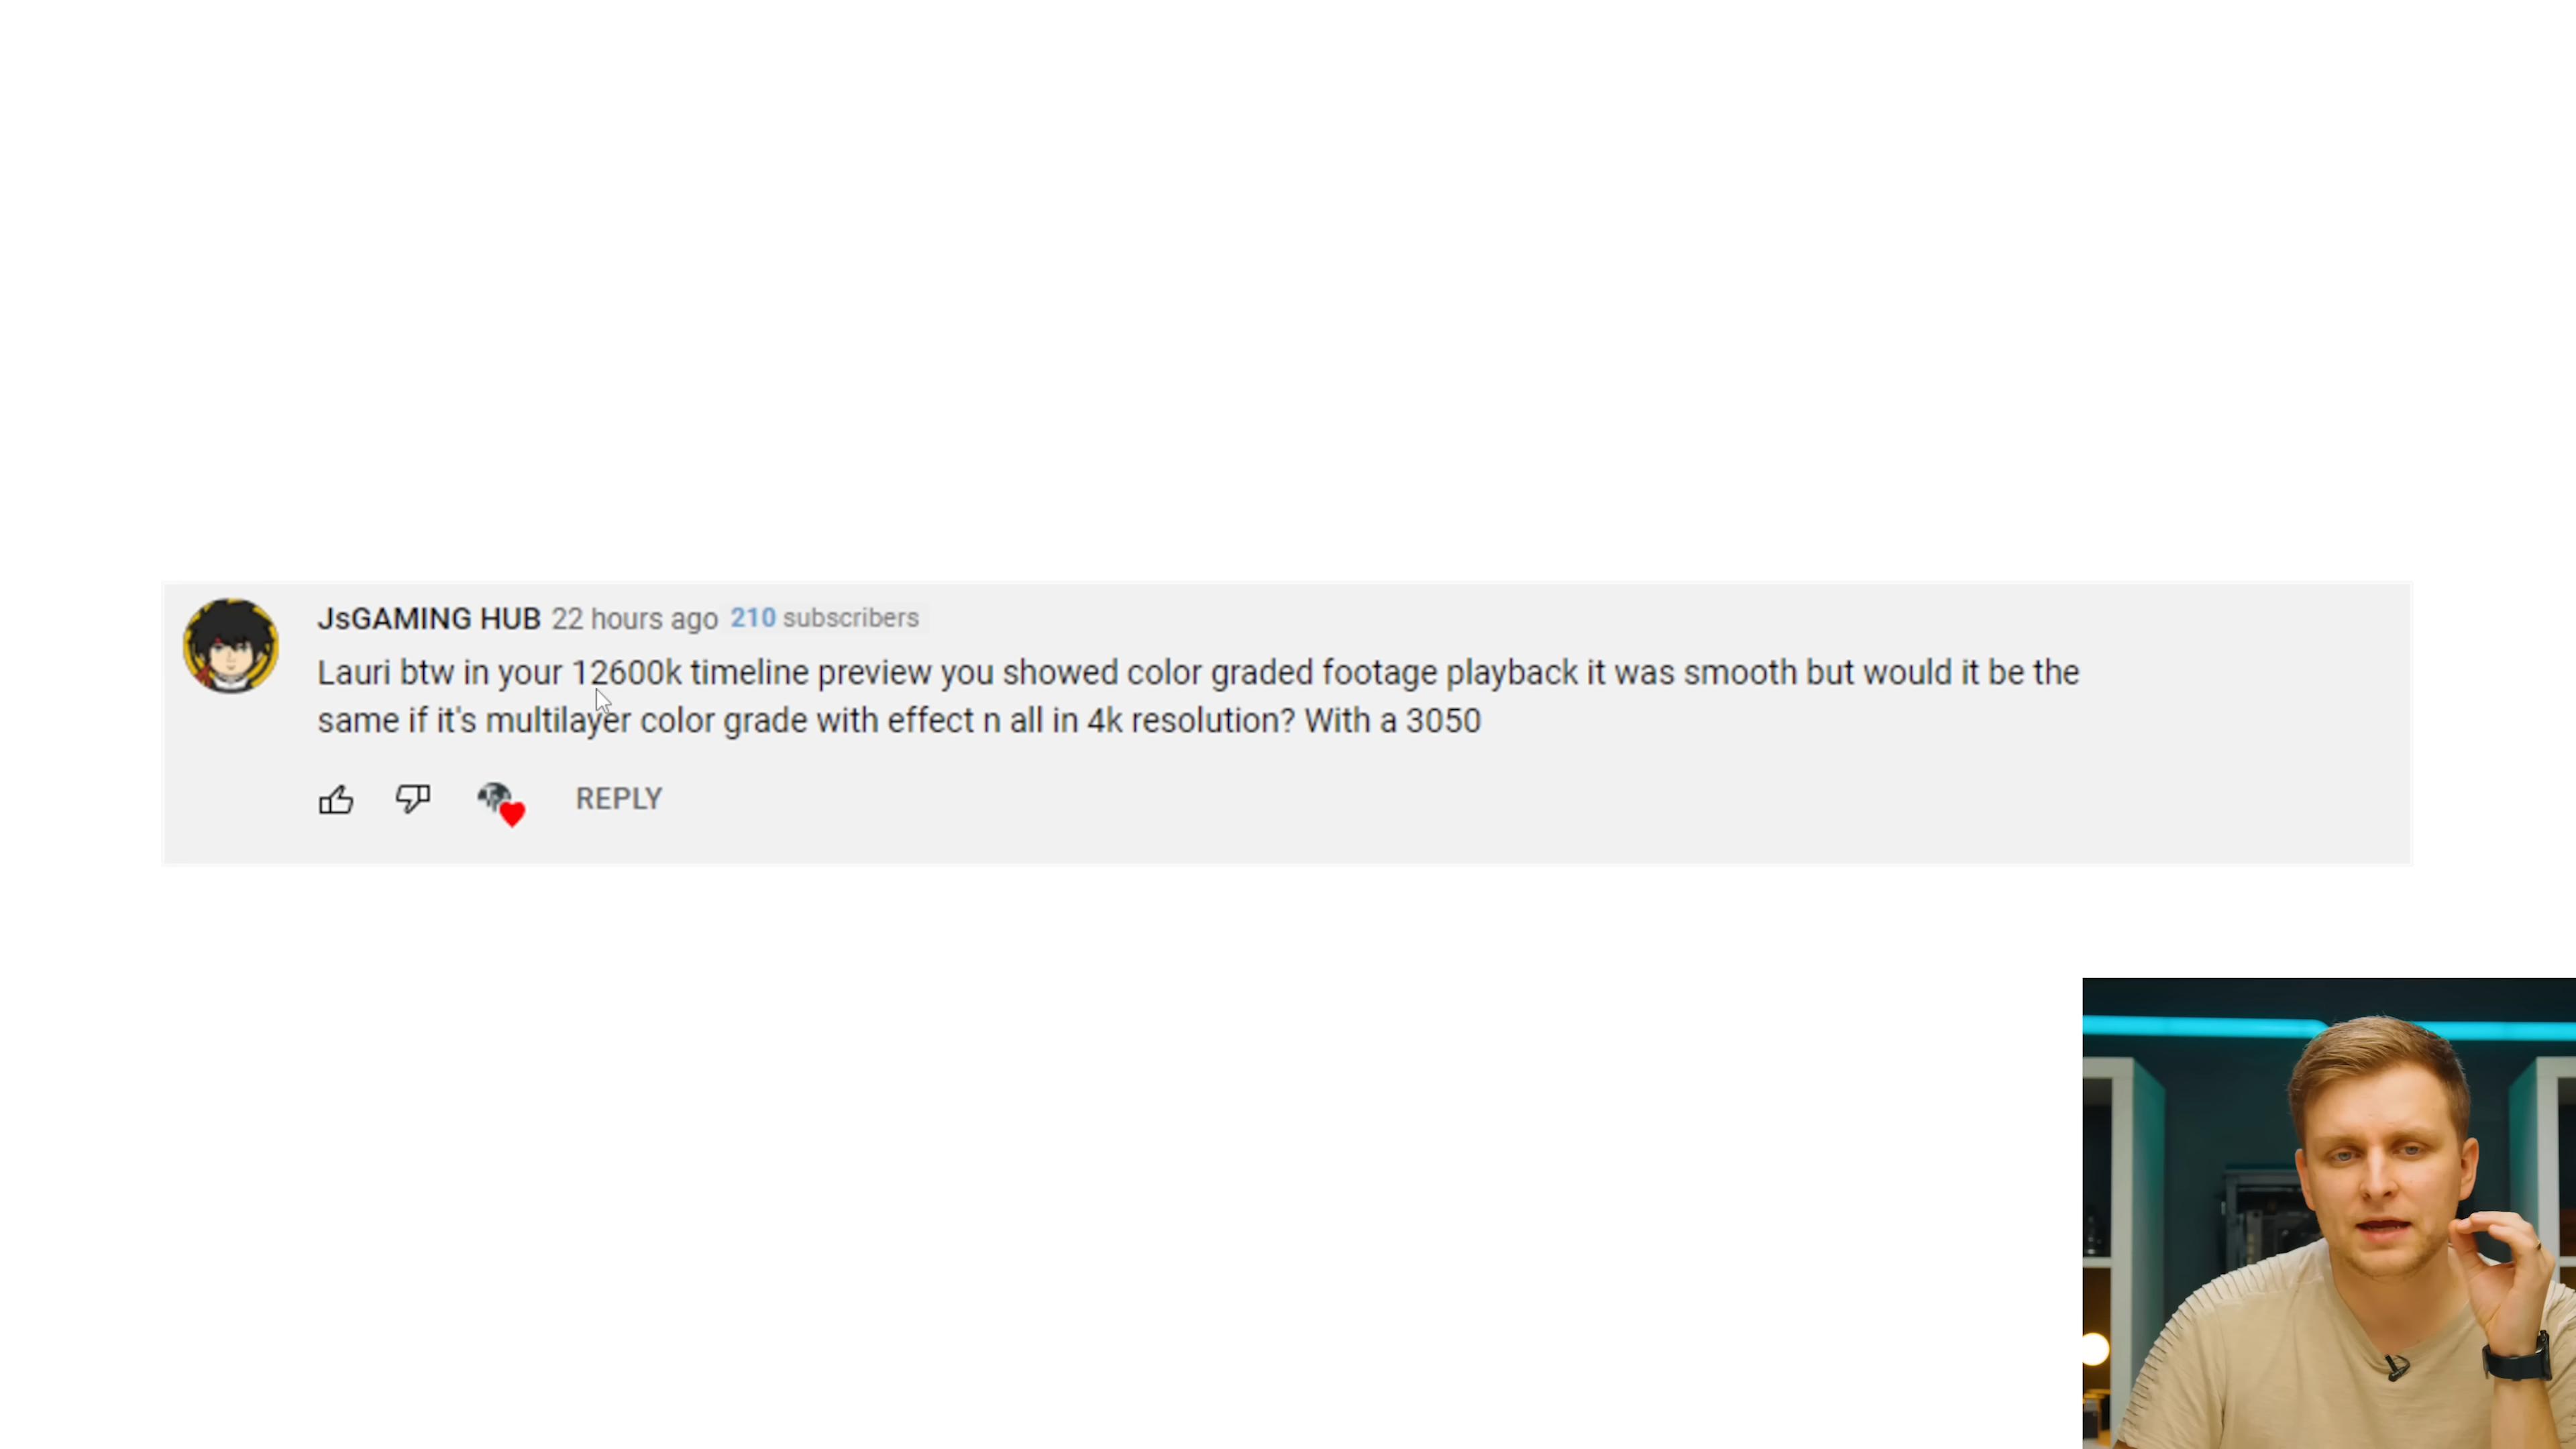 JsGAMING HUB 22 hours ago 210 subscribers
Lauri btw in your 12600k timeline preview you showed color graded footage playback it was smooth but would it be the
same if it's multilayer color grade with effect n all in 4k resolution? With a 3050
REPLY